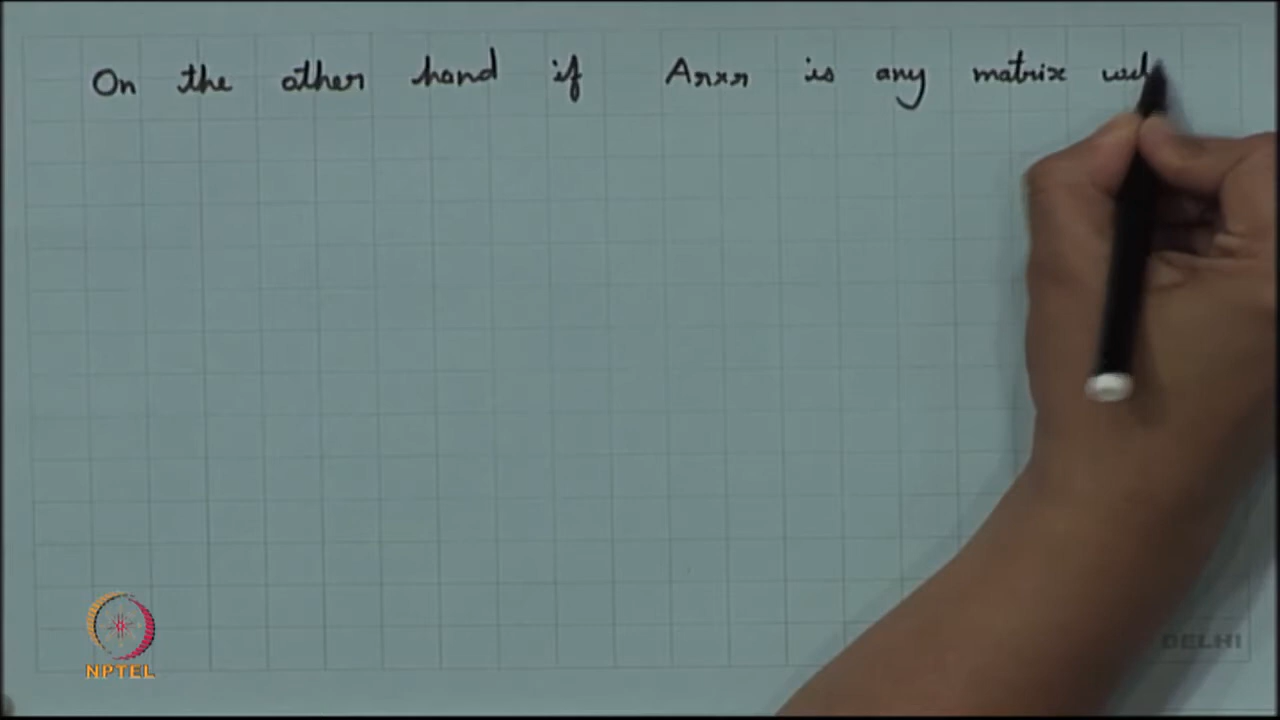 On the other hand if Anxn is any matrix
NPTEL
DELHI